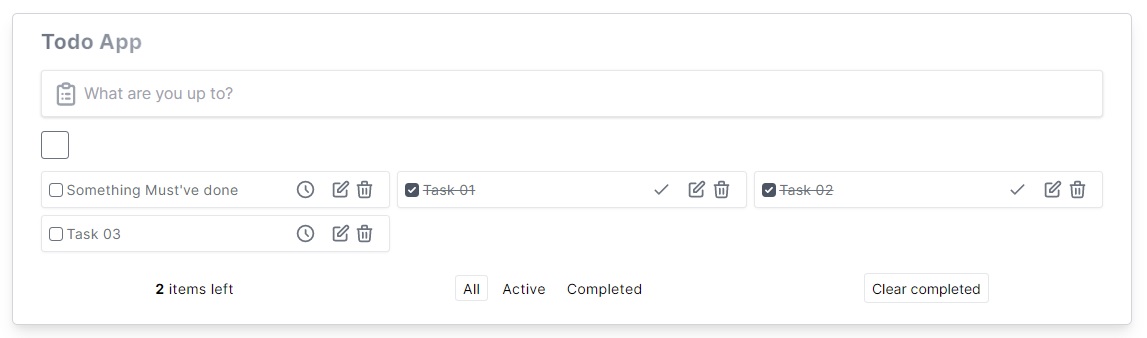 Todo App
What are you up to?
Something Must've done
Task 01
Task 02
Task 03
2 items left
All
Active
Completed
Clear completed